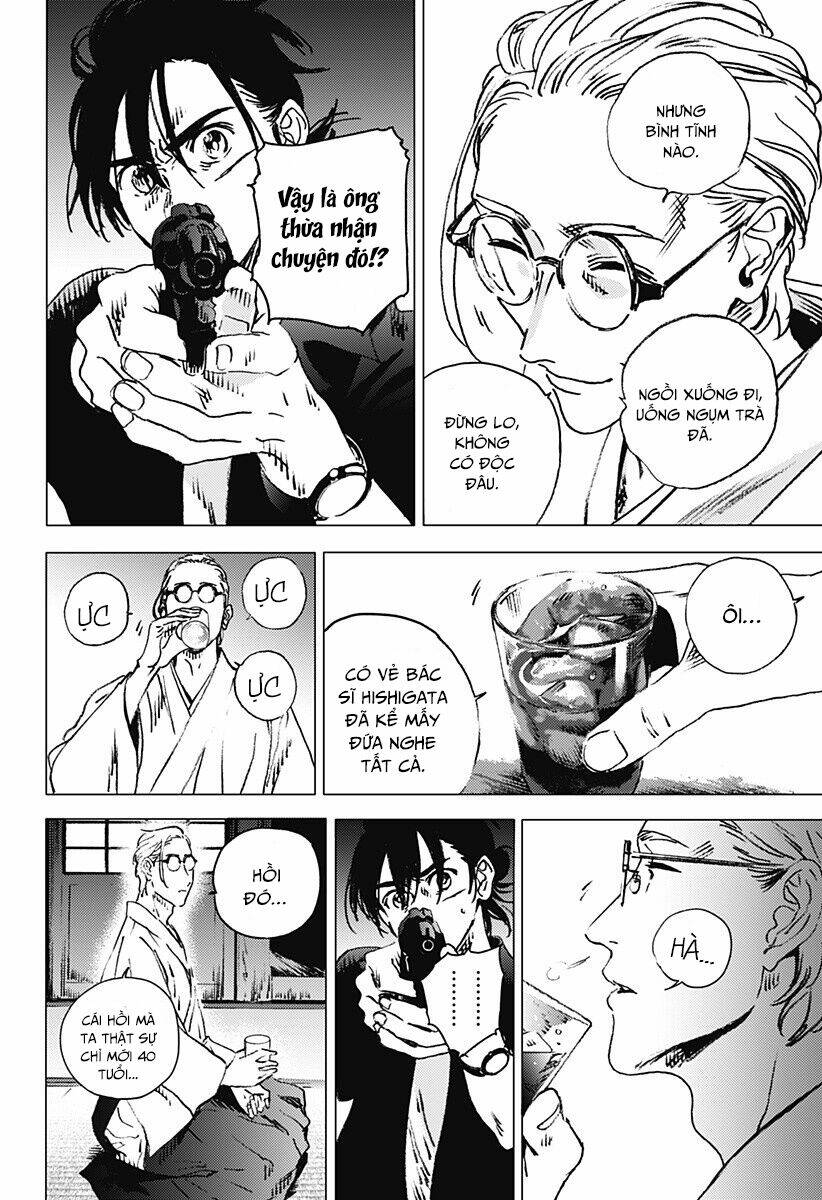 NHƯNG
BÌNH TĨNH
NÀO.
NGỒI XUỐNG ĐI,
UỐNG NGỤM TRÀ
ĐÃ.
ĐỪNG LO,
KHÔNG
CÓ ĐỘC
ĐÂU.
Vậy là ông
thừa nhận
chuyện đó!?
ÔI...
CÓ VẺ BÁC
SĨ HISHIGATA
ĐÃ KỂ MẤY
ĐỨA NGHE
TẤT CẢ.
ỰC
ỰC
ỰC
HÀ...
......
......
HỒI
ĐÓ...
CÁI HỒI MÀ
TA THẬT SỰ
CHỈ MỚI 40
TUỔI...